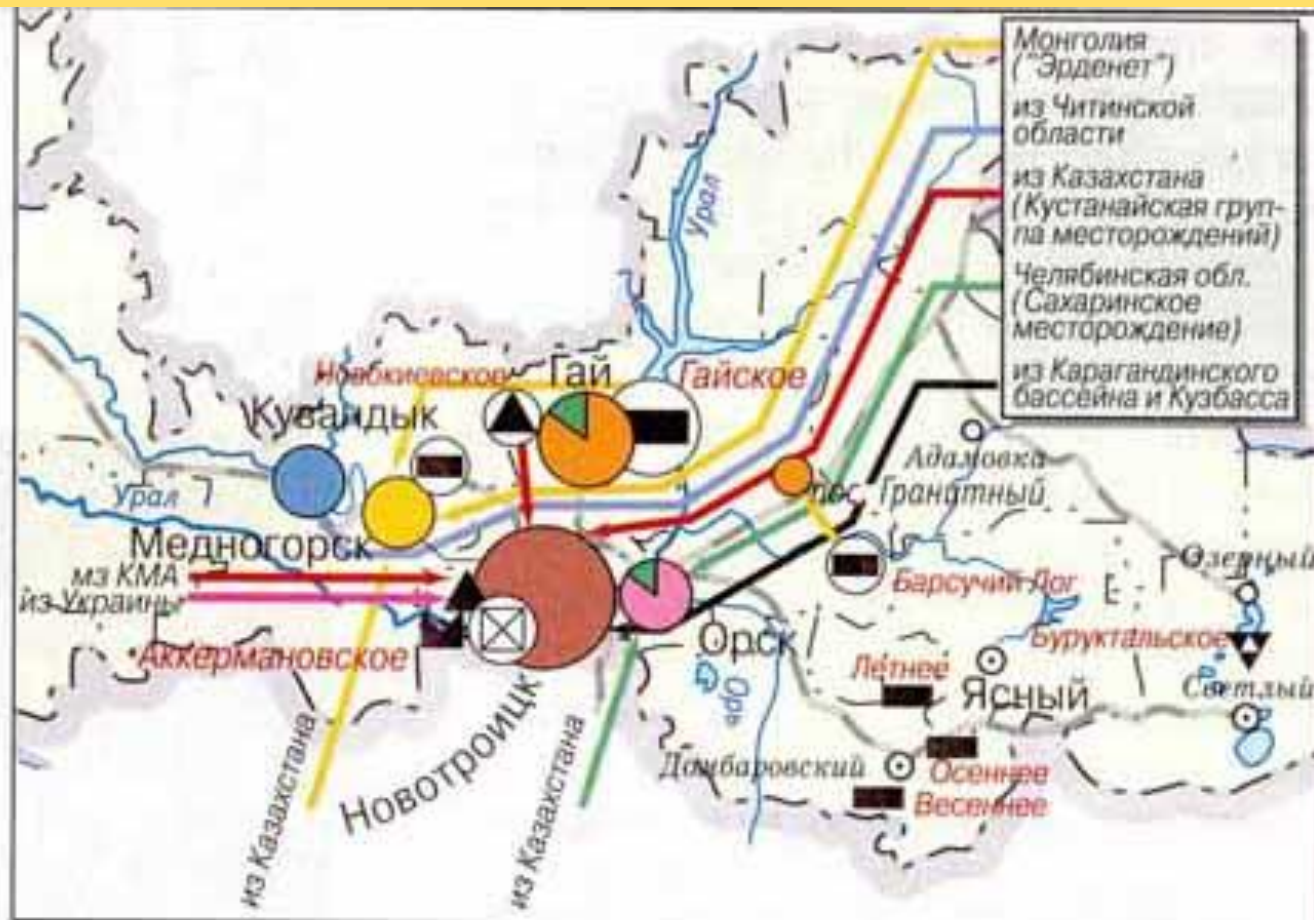 Монголия
("Эрденет")
из Читинской
области
из Казахстана
(Кустанайская груп-
па месторождений)
Челябинская обл.
(Сахаринское
месторождение)
из Карагандинского
бассейна и Кузбасса
Урал
Новокиевское
Гай
Гайское
Кувандык
Адамовка
пос. Гранатный
Урал
Медногорск
из КМА
из Украины
Озерный
Барсучий Лог
Аккермановское
Орск
Буруктальское
Летнее
Ясный
Светлый
Орь
Новотроицк
Домбаровский
Осеннее
Весеннее
из Казахстана
из Казахстана